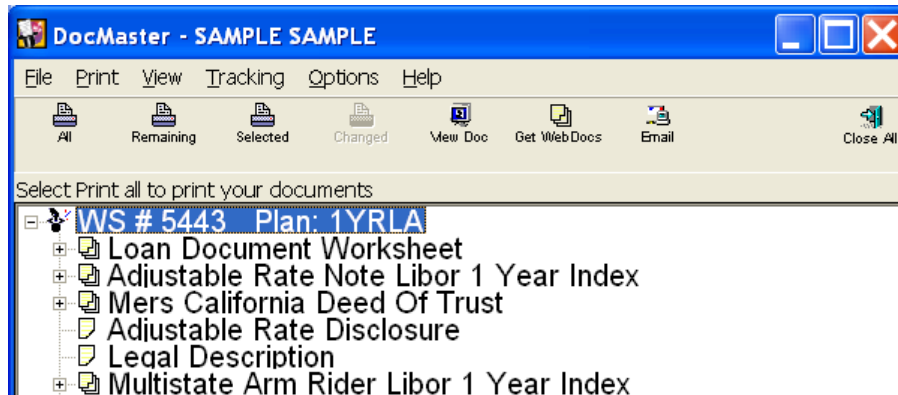 DocMaster - SAMPLE SAMPLE
File Print View Tracking Options Help
All Remaining Selected Changed View Doc Get WebDocs Email Close All
Select Print all to print your documents
WS # 5443 Plan: 1YRLA
Loan Document Worksheet
Adjustable Rate Note Libor 1 Year Index
Mers California Deed Of Trust
Adjustable Rate Disclosure
Legal Description
Multistate Arm Rider Libor 1 Year Index